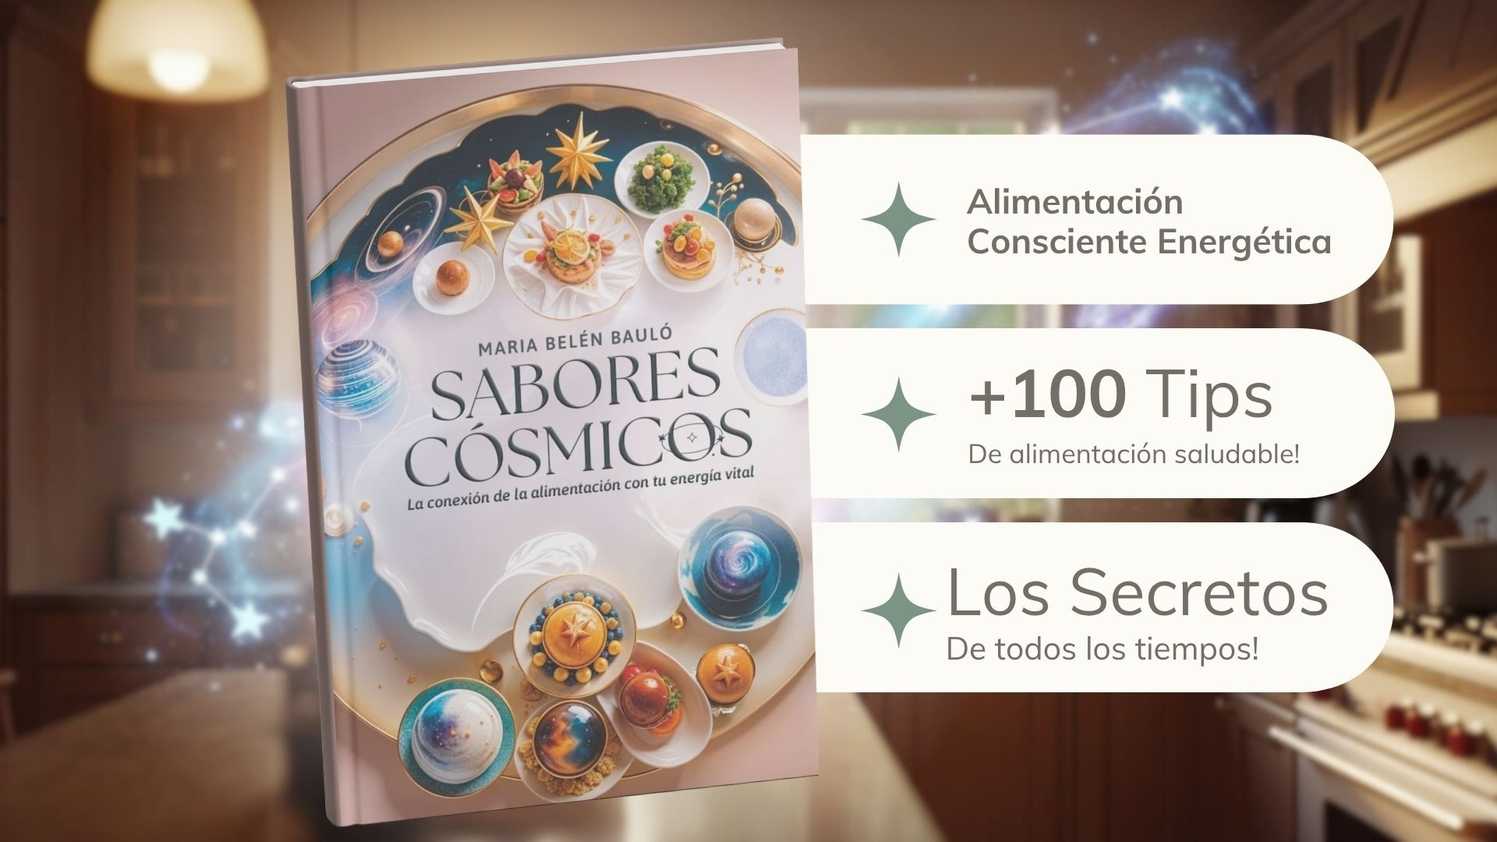 MARIA BELÉN BAULÓ
SABORES
CÓSMICOS
La conexión de la alimentación con tu energía vital
Alimentación
Consciente Energética
+100 Tips
De alimentación saludable!
Los Secretos
De todos los tiempos!